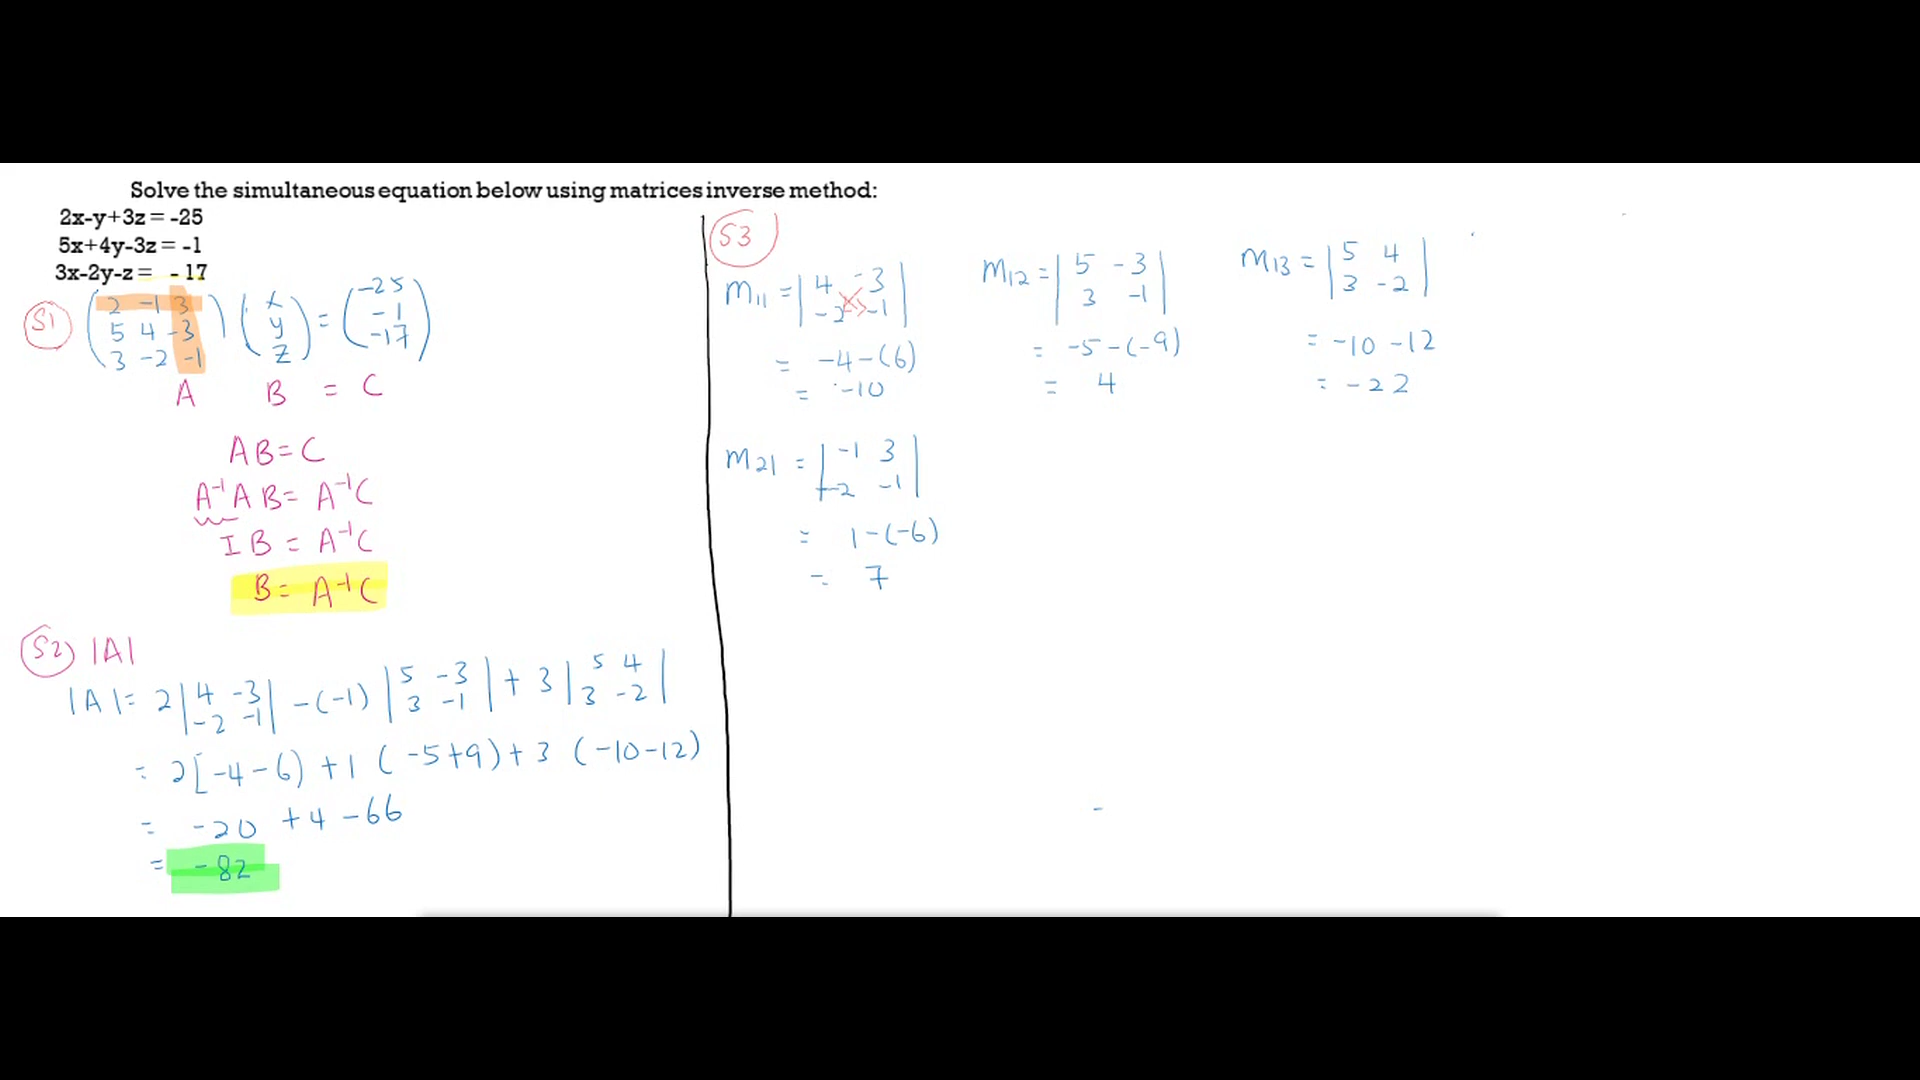 Solve the simultaneous equation below using matrices inverse method:
2x-y+3z = -25
5x+4y-3z = -1
3x-2y-z = - 17
S1
( 2 -1 3 ) ( x ) = ( -25 )
( 5 4 -3 ) ( y ) ( -1 )
( 3 -2 -1 ) ( z ) ( -17 )
A B = C
AB = C
A⁻¹A B = A⁻¹C
I B = A⁻¹C
B = A⁻¹C
S2 |A|
|A| = 2 | 4 -3 | - (-1) | 5 -3 | + 3 | 5 4 |
| -2 -1 | | 3 -1 | | 3 -2 |
= 2[-4-6) + 1 (-5+9) + 3 (-10-12)
= -20 + 4 - 66
= -82
S3
M11 = | 4 -3 |
| -2 -1 |
= -4-(6)
= -10
M12 = | 5 -3 |
| 3 -1 |
= -5-(-9)
= 4
M13 = | 5 4 |
| 3 -2 |
= -10 -12
= -22
M21 = | -1 3 |
| -2 -1 |
= 1-(-6)
= 7
-